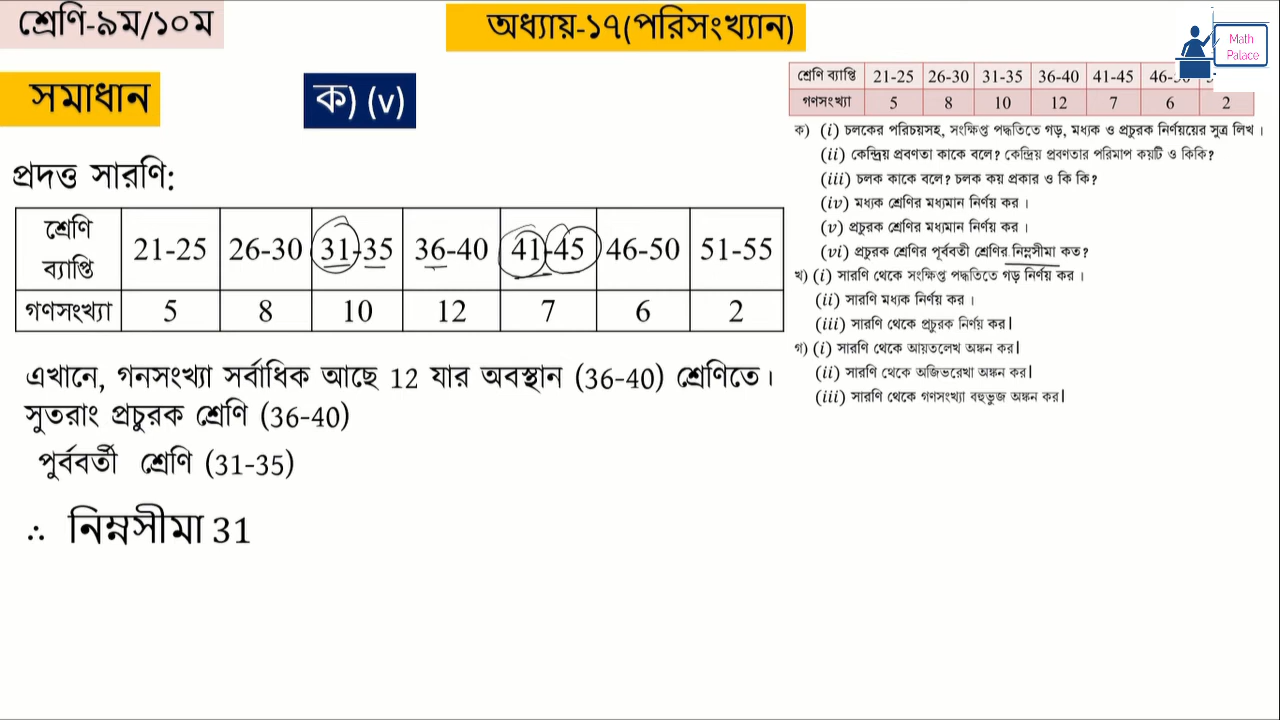 শ্রেণি-৯ম/১০ম
অধ্যায়-১৭(পরিসংখ্যান)
Math
Palace
সমাধান
ক) (v)
প্রদত্ত সারণি:
শ্রেণি ব্যাপ্তি 21-25 26-30 31-35 36-40 41-45 46-50 51-55
গণসংখ্যা 5 8 10 12 7 6 2
এখানে, গনসংখ্যা সর্বাধিক আছে 12 যার অবস্থান (36-40) শ্রেণিতে।
সুতরাং প্রচুরক শ্রেণি (36-40)
পুর্ববর্তী শ্রেণি (31-35)
∴ নিম্নসীমা 31
শ্রেণি ব্যাপ্তি 21-25 26-30 31-35 36-40 41-45
গণসংখ্যা 5 8 10 12 7 6 2
ক) (i) চলকের পরিচয়সহ, সংক্ষিপ্ত পদ্ধতিতে গড়, মধ্যক ও প্রচুরক নির্ণয়ের সুত্র লিখ।
(ii) কেন্দ্রিয় প্রবণতা কাকে বলে? কেন্দ্রিয় প্রবণতার পরিমাপ কয়টি ও কিকি?
(iii) চলক কাকে বলে? চলক কয় প্রকার ও কি কি?
(iv) মধ্যক শ্রেণির মধ্যমান নির্ণয় কর।
(v) প্রচুরক শ্রেণির মধ্যমান নির্ণয় কর।
(vi) প্রচুরক শ্রেণির পূর্ববর্তী শ্রেণির নিম্নসীমা কত?
খ) (i) সারণি থেকে সংক্ষিপ্ত পদ্ধতিতে গড় নির্ণয় কর।
(ii) সারণি মধ্যক নির্ণয় কর।
(iii) সারণি থেকে প্রচুরক নির্ণয় কর|
গ) (i) সারণি থেকে আয়তলেখ অঙ্কন কর|
(ii) সারণি থেকে অজিভরেখা অঙ্কন কর|
(iii) সারণি থেকে গণসংখ্যা বহুভুজ অঙ্কন কর|